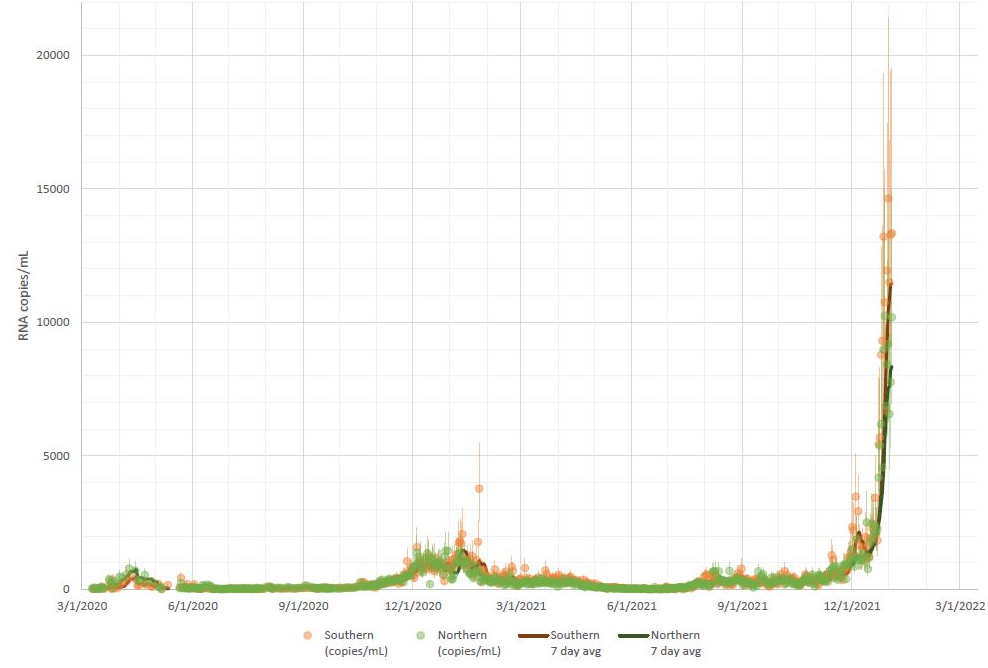 20000
15000
RNA copies/mL
10000
5000
0
3/1/2020 6/1/2020 9/1/2020 12/1/2020 3/1/2021 6/1/2021 9/1/2021 12/1/2021 3/1/2022
Southern Northern Southern Northern
(copies/mL) (copies/mL) 7 day avg 7 day avg